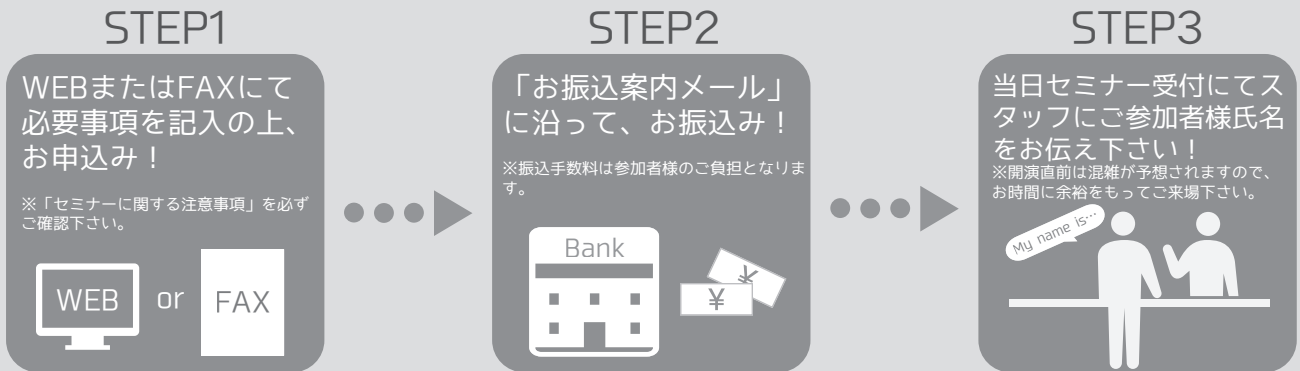 STEP1
WEBまたはFAXにて
必要事項を記入の上、
お申込み！
※「セミナーに関する注意事項」を必ず
ご確認下さい。
WEB or FAX
STEP2
「お振込案内メール」
に沿って、お振込み！
※振込手数料は参加者様のご負担となりま
す。
Bank
¥
¥
STEP3
当日セミナー受付にてス
タッフにご参加者様氏名
をお伝え下さい！
※開演直前は混雑が予想されますので、
お時間に余裕をもってご来場下さい。
My name is…